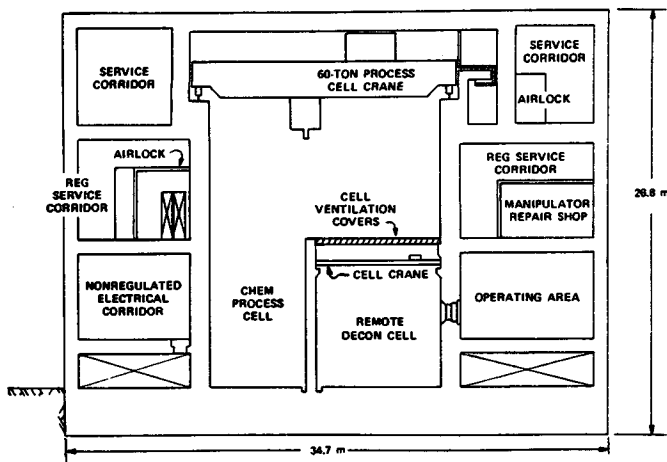 SERVICE
CORRIDOR
60-TON PROCESS
CELL CRANE
SERVICE
CORRIDOR
AIRLOCK
AIRLOCK
REG
SERVICE
CORRIDOR
REG SERVICE
CORRIDOR
MANIPULATOR
REPAIR SHOP
26.6 m
CELL
VENTILATION
COVERS
CELL CRANE
NONREGULATED
ELECTRICAL
CORRIDOR
CHEM
PROCESS
CELL
REMOTE
DECON CELL
OPERATING AREA
34.7 m